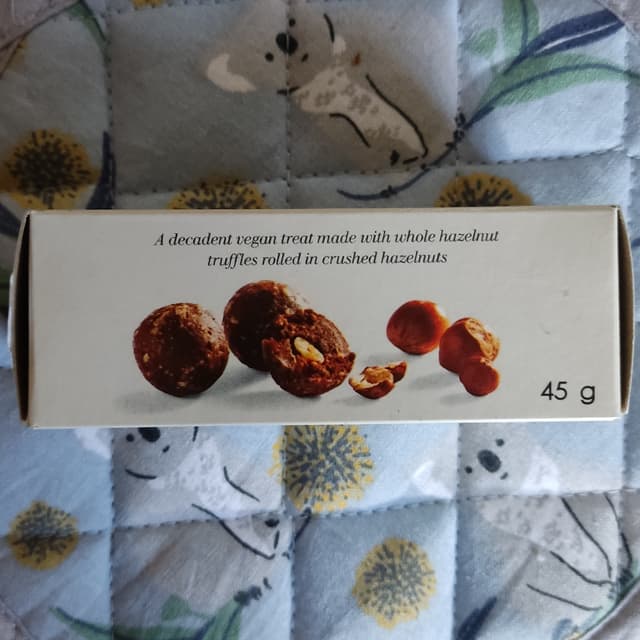 A decadent vegan treat made with whole hazelnut
truffles rolled in crushed hazelnuts
45 g